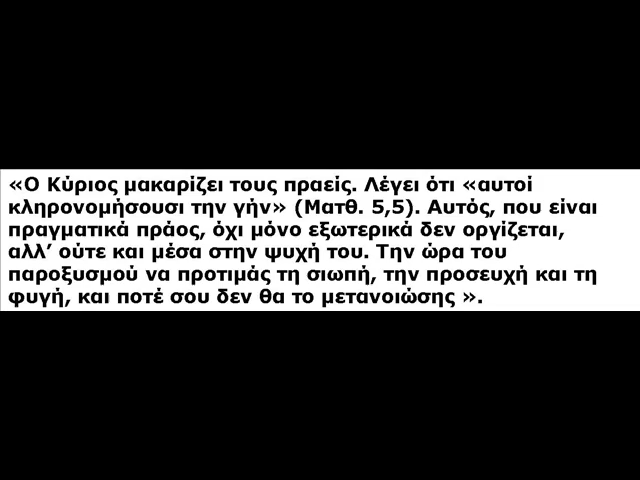 «Ο Κύριος μακαρίζει τους πραείς. Λέγει ότι «αυτοί
κληρονομήσουσι την γήν» (Ματθ. 5,5). Αυτός, που είναι
πραγματικά πράος, όχι μόνο εξωτερικά δεν οργίζεται,
αλλ’ ούτε και μέσα στην ψυχή του. Την ώρα του
παροξυσμού να προτιμάς τη σιωπή, την προσευχή και τη
φυγή, και ποτέ σου δεν θα το μετανοιώσης ».